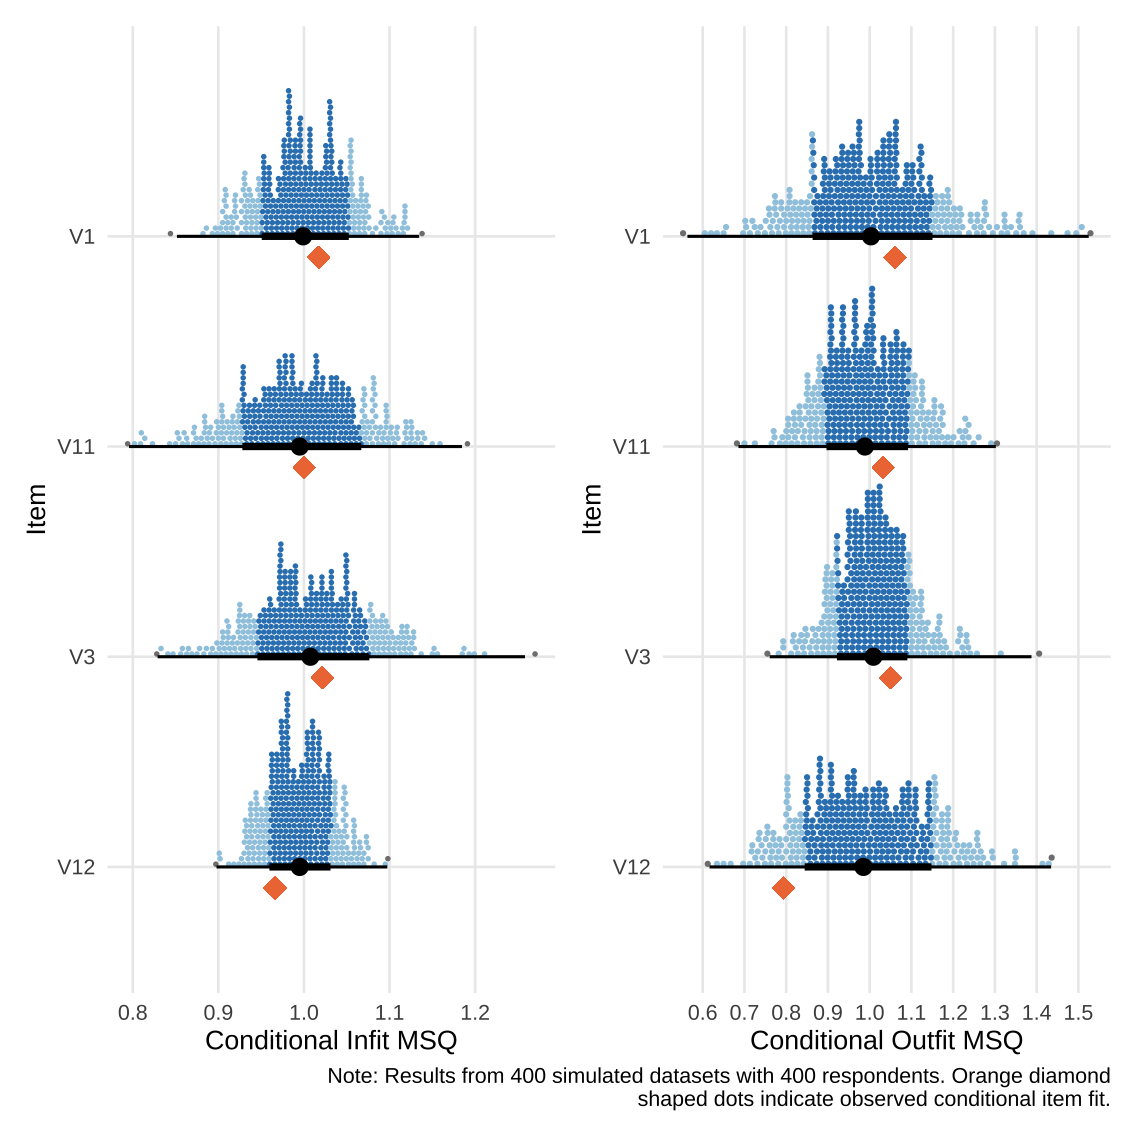 V1
V11
V3
V12
Item
0.8 0.9 1.0 1.1 1.2
Conditional Infit MSQ
V1
V11
V3
V12
Item
0.6 0.7 0.8 0.9 1.0 1.1 1.2 1.3 1.4 1.5
Conditional Outfit MSQ
Note: Results from 400 simulated datasets with 400 respondents. Orange diamond
shaped dots indicate observed conditional item fit.